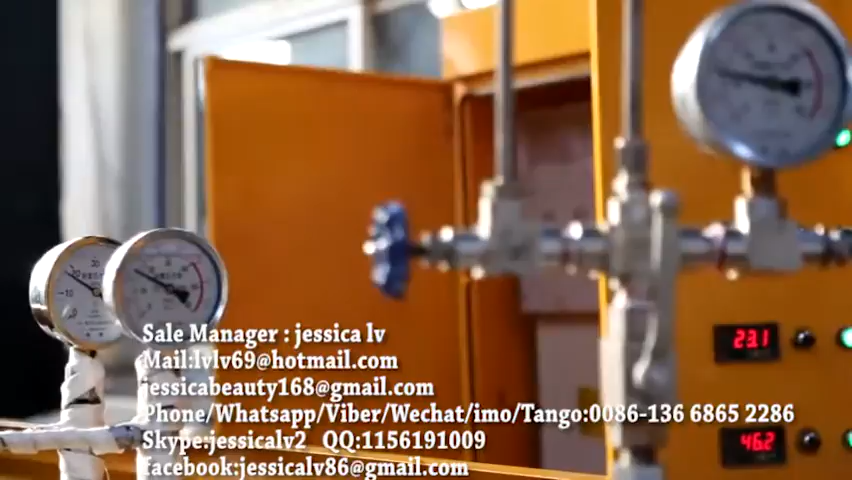 23.1
Sale Manager : jessica lv
Mail:lvlv69@hotmail.com
jessicabeauty168@gmail.com
Phone/Whatsapp/Viber/Wechat/imo/Tango:0086-136 6865 2286
Skype:jessicalv2 QQ:1156191009
46.2
facebook:jessicalv86@gmail.com